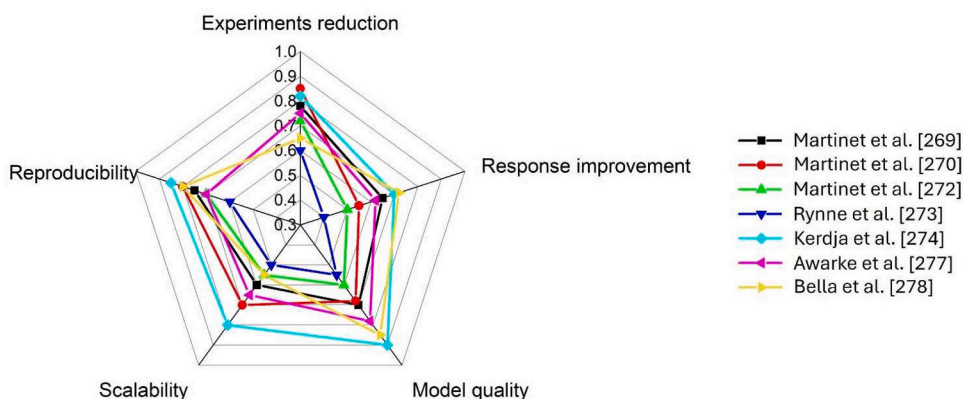 Experiments reduction
1.0
0.9
0.8
0.7
0.6
0.5
0.4
0.3
Reproducibility
Response improvement
Scalability
Model quality
Martinet et al. [269]
Martinet et al. [270]
Martinet et al. [272]
Rynne et al. [273]
Kerdja et al. [274]
Awarke et al. [277]
Bella et al. [278]